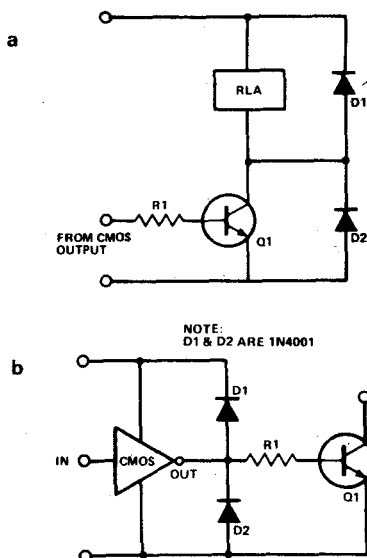 a
RLA
D1
R1
FROM CMOS
OUTPUT
Q1
D2
NOTE:
D1 & D2 ARE 1N4001
b
D1
R1
IN
CMOS
OUT
Q1
D2